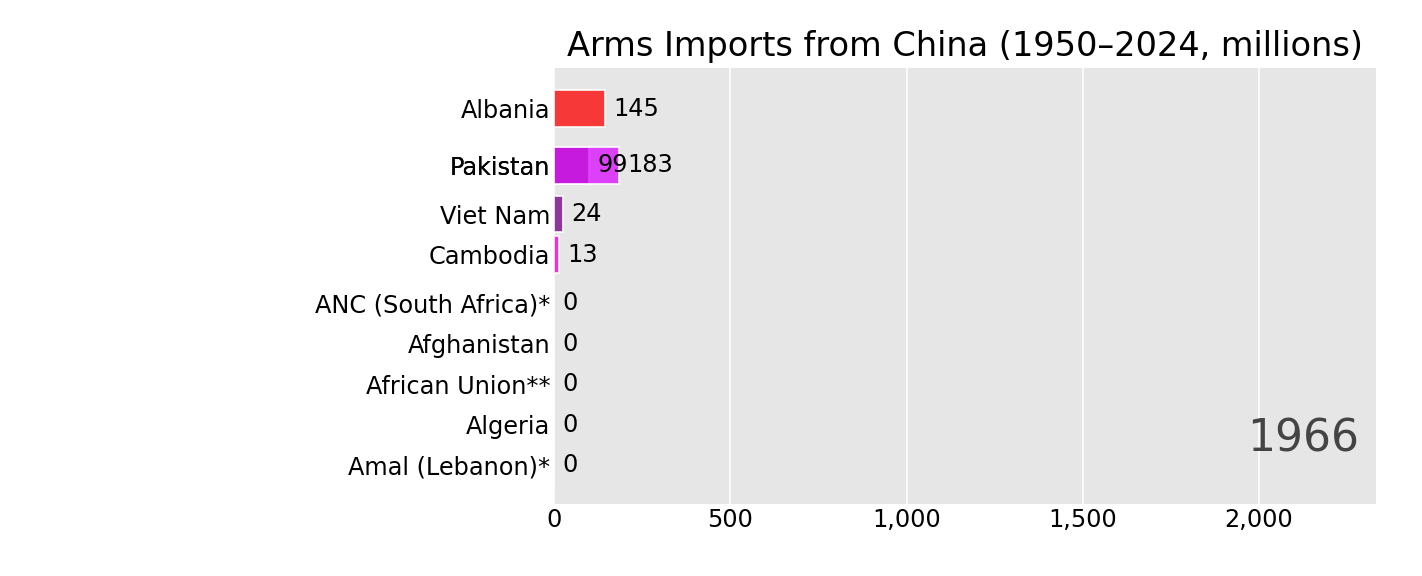 Arms Imports from China (1950–2024, millions)
Albania 145
Pakistan 99183
Viet Nam 24
Cambodia 13
ANC (South Africa)* 0
Afghanistan 0
African Union** 0
Algeria 0
Amal (Lebanon)* 0
1966
0 500 1,000 1,500 2,000